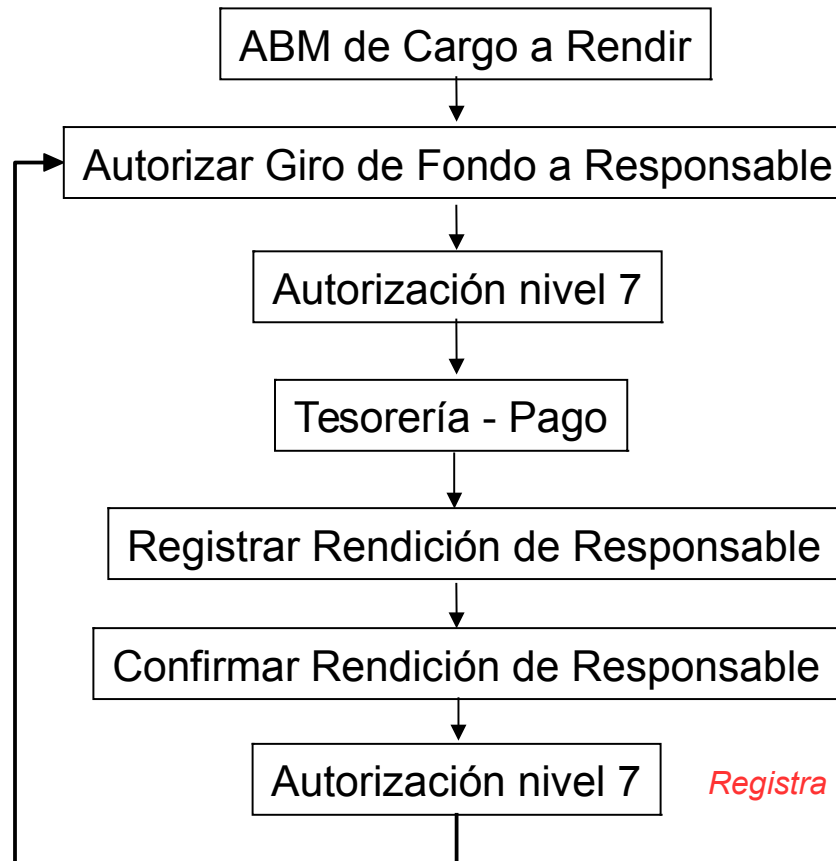 ABM de Cargo a Rendir
Autorizar Giro de Fondo a Responsable
Autorización nivel 7
Tesorería - Pago
Registrar Rendición de Responsable
Confirmar Rendición de Responsable
Autorización nivel 7
Registra